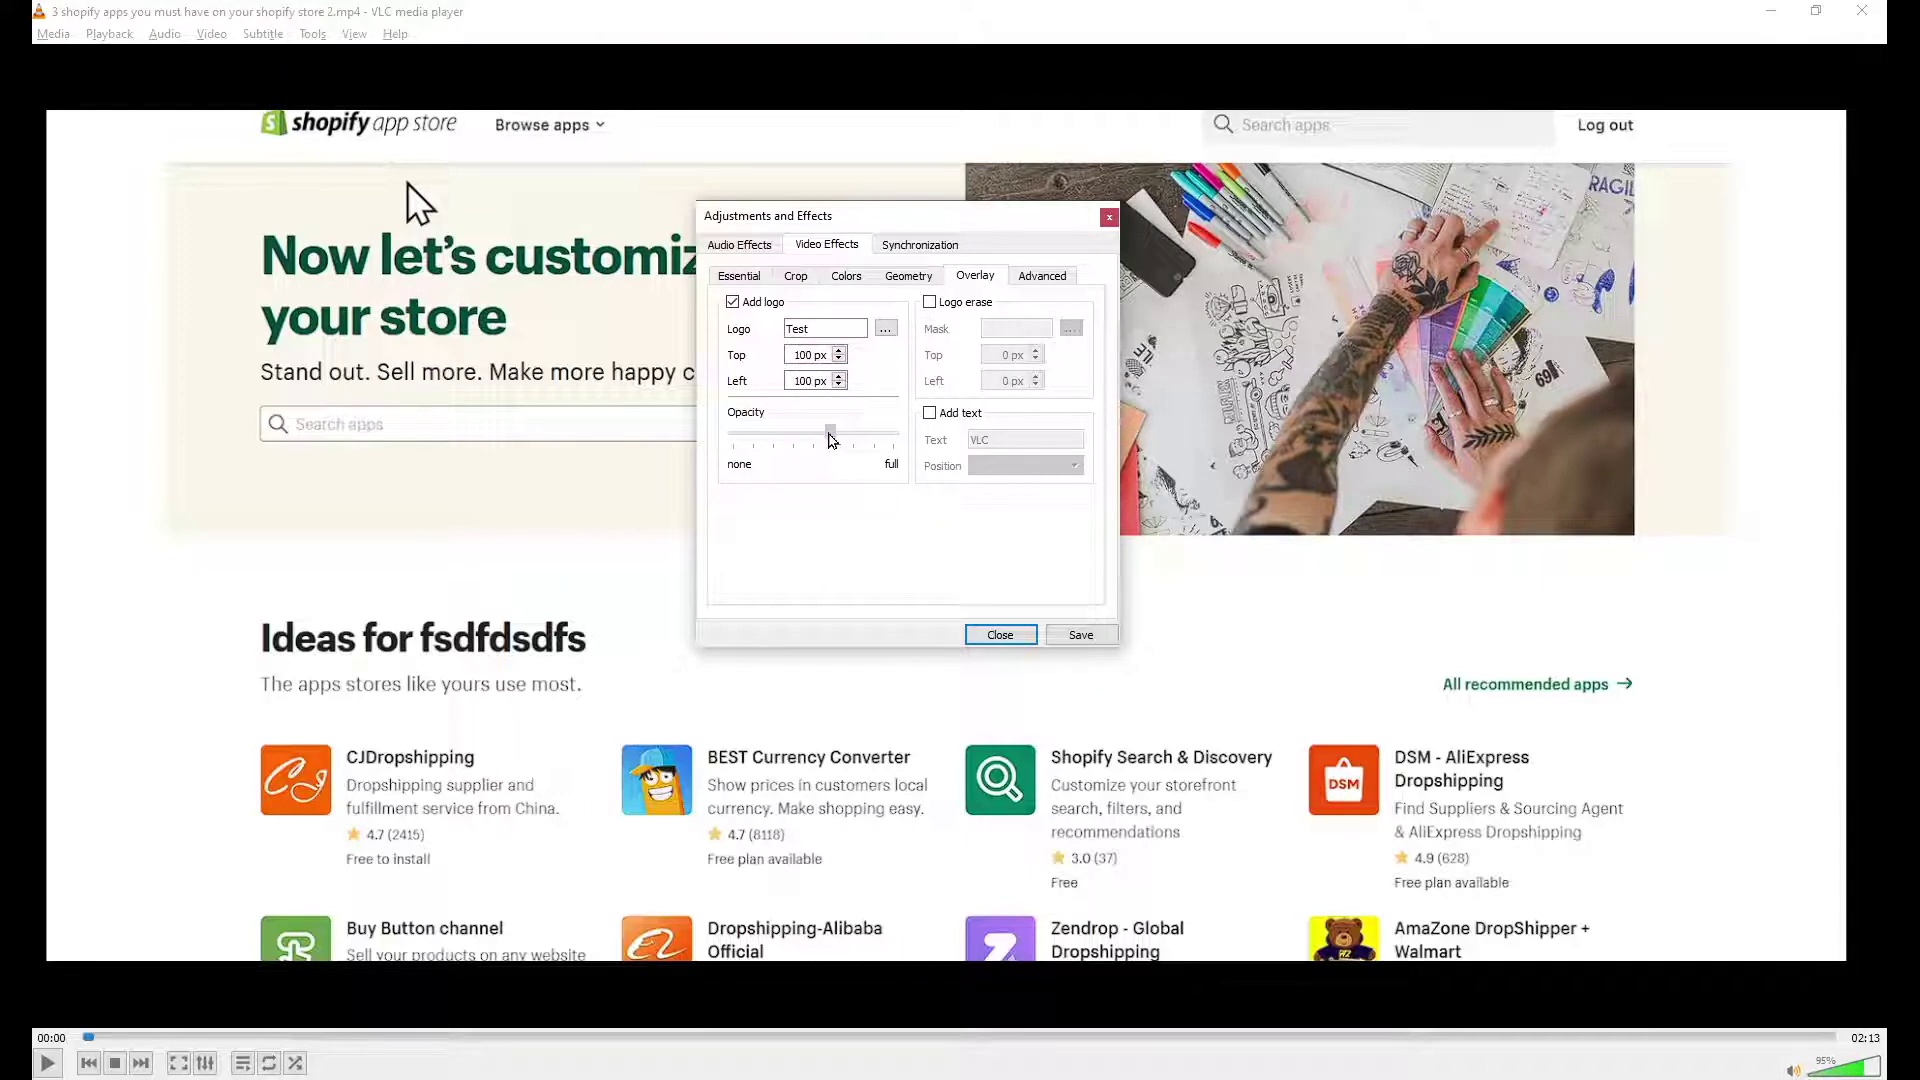 3 shopify apps you must have on your shopify store 2.mp4 - VLC media player
Media Playback Audio Video Subtitle Tools View Help
shopify app store
Browse apps
Search apps
Log out
RAGIL
Now let's customiz
your store
Stand out. Sell more. Make more happy c
Search apps
Adjustments and Effects
Audio Effects Video Effects Synchronization
Essential Crop Colors Geometry Overlay Advanced
Add logo
Logo Test ...
Top 100 px
Left 100 px
Opacity
none full
Logo erase
Mask ...
Top 0 px
Left 0 px
Add text
Text VLC
Position
Close Save
69
Ideas for fsdfdsdfs
The apps stores like yours use most.
All recommended apps
CJDropshipping
Dropshipping supplier and
fulfillment service from China.
4.7 (2415)
Free to install
BEST Currency Converter
Show prices in customers local
currency. Make shopping easy.
4.7 (8118)
Free plan available
Shopify Search & Discovery
Customize your storefront
search, filters, and
recommendations
3.0 (37)
Free
DSM
DSM - AliExpress
Dropshipping
Find Suppliers & Sourcing Agent
& AliExpress Dropshipping
4.9 (628)
Free plan available
Buy Button channel
Sell your products on any website
Dropshipping-Alibaba
Official
Zendrop - Global
Dropshipping
AmaZone DropShipper +
Walmart
00:00
02:13
95%